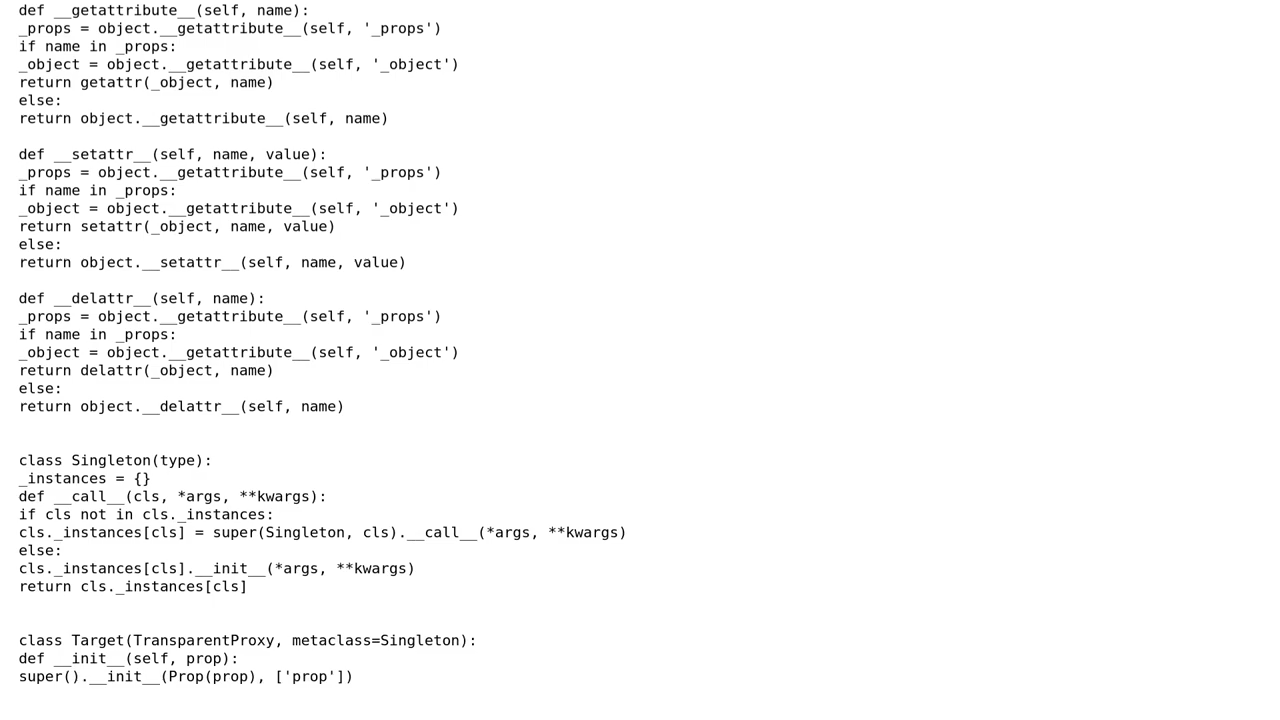 def __getattribute__(self, name):
_props = object.__getattribute__(self, '_props')
if name in _props:
_object = object.__getattribute__(self, '_object')
return getattr(_object, name)
else:
return object.__getattribute__(self, name)

def __setattr__(self, name, value):
_props = object.__getattribute__(self, '_props')
if name in _props:
_object = object.__getattribute__(self, '_object')
return setattr(_object, name, value)
else:
return object.__setattr__(self, name, value)

def __delattr__(self, name):
_props = object.__getattribute__(self, '_props')
if name in _props:
_object = object.__getattribute__(self, '_object')
return delattr(_object, name)
else:
return object.__delattr__(self, name)


class Singleton(type):
_instances = {}
def __call__(cls, *args, **kwargs):
if cls not in cls._instances:
cls._instances[cls] = super(Singleton, cls).__call__(*args, **kwargs)
else:
cls._instances[cls].__init__(*args, **kwargs)
return cls._instances[cls]


class Target(TransparentProxy, metaclass=Singleton):
def __init__(self, prop):
super().__init__(Prop(prop), ['prop'])